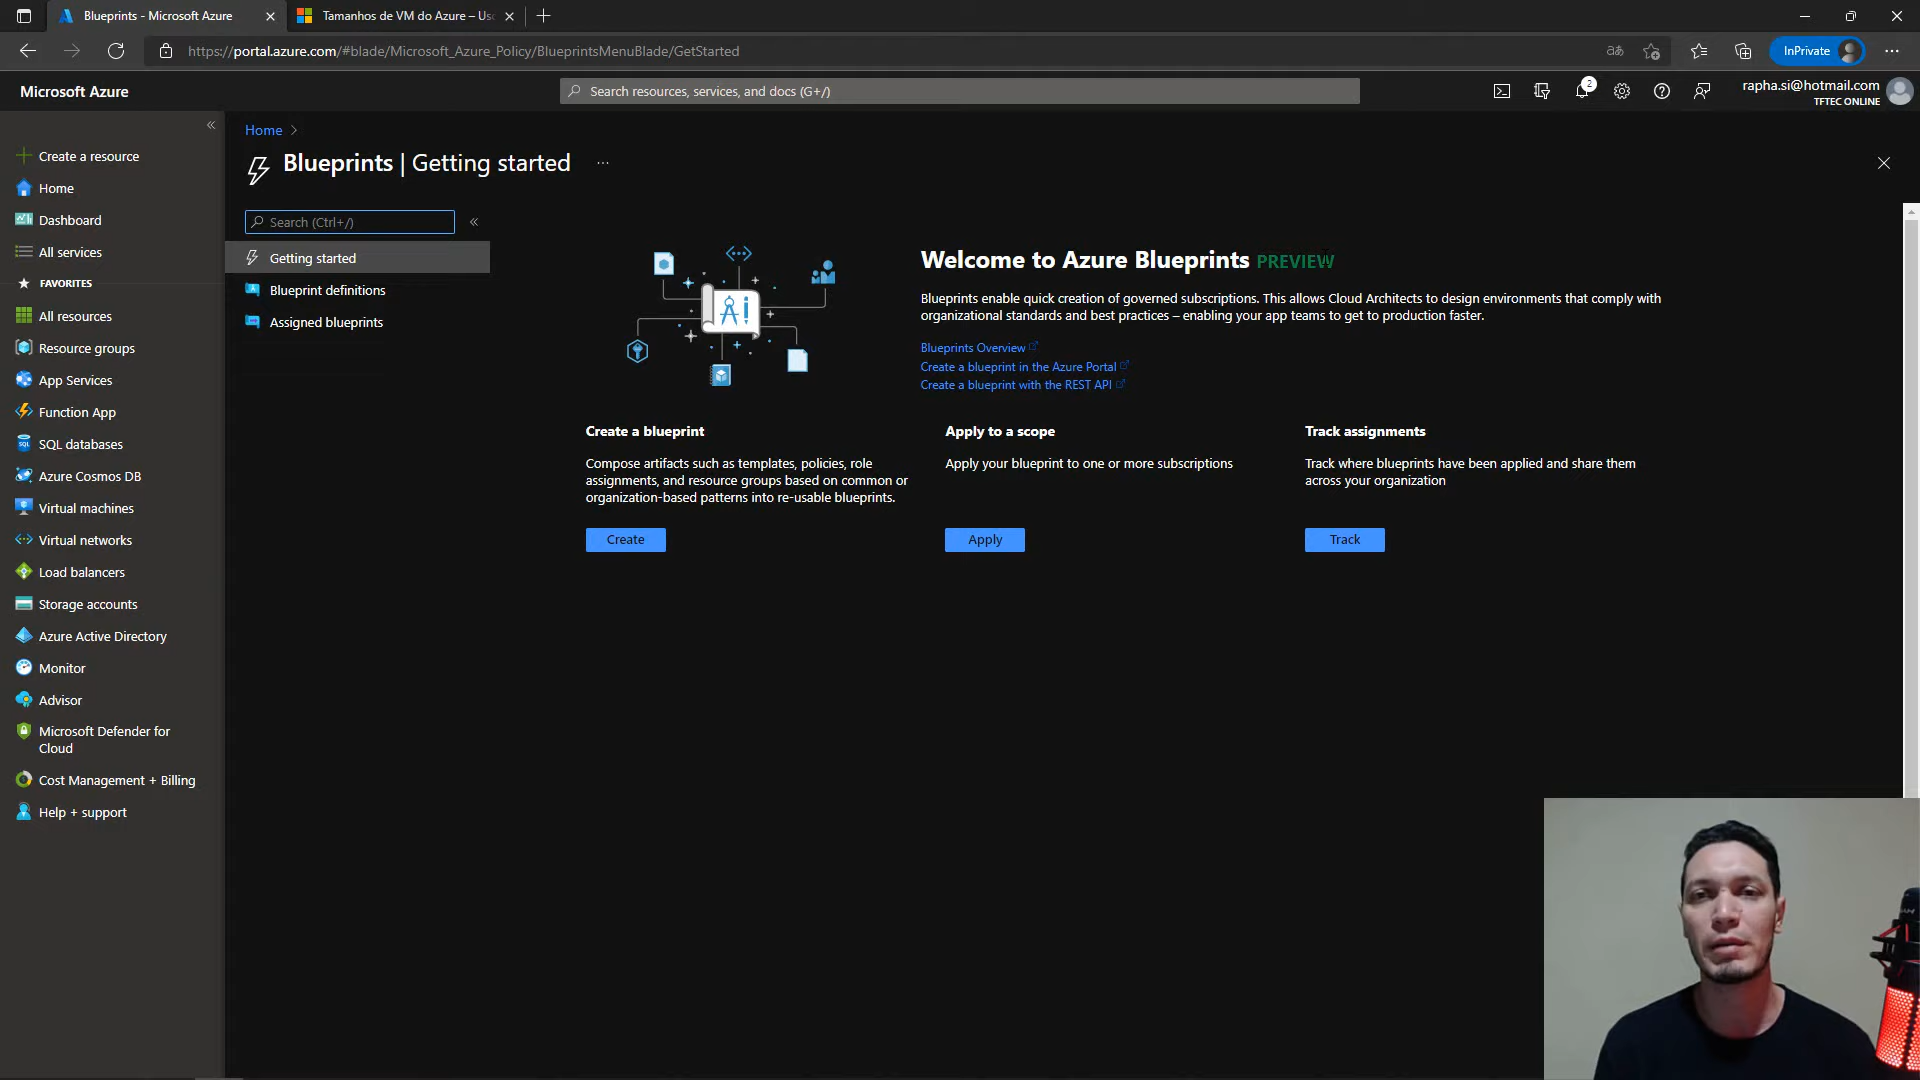 Blueprints - Microsoft Azure
Tamanhos de VM do Azure – Usc
https://portal.azure.com/#blade/Microsoft_Azure_Policy/BlueprintsMenuBlade/GetStarted
InPrivate
Microsoft Azure
Search resources, services, and docs (G+/)
2
rapha.si@hotmail.com
TFTEC ONLINE
Create a resource
Home
Dashboard
All services
FAVORITES
All resources
Resource groups
App Services
Function App
SQL databases
Azure Cosmos DB
Virtual machines
Virtual networks
Load balancers
Storage accounts
Azure Active Directory
Monitor
Advisor
Microsoft Defender for
Cloud
Cost Management + Billing
Help + support
Home
Blueprints | Getting started
Search (Ctrl+/)
Getting started
Blueprint definitions
Assigned blueprints
Welcome to Azure Blueprints PREVIEW
Blueprints enable quick creation of governed subscriptions. This allows Cloud Architects to design environments that comply with
organizational standards and best practices – enabling your app teams to get to production faster.
Blueprints Overview
Create a blueprint in the Azure Portal
Create a blueprint with the REST API
Create a blueprint
Compose artifacts such as templates, policies, role
assignments, and resource groups based on common or
organization-based patterns into re-usable blueprints.
Create
Apply to a scope
Apply your blueprint to one or more subscriptions
Apply
Track assignments
Track where blueprints have been applied and share them
across your organization
Track